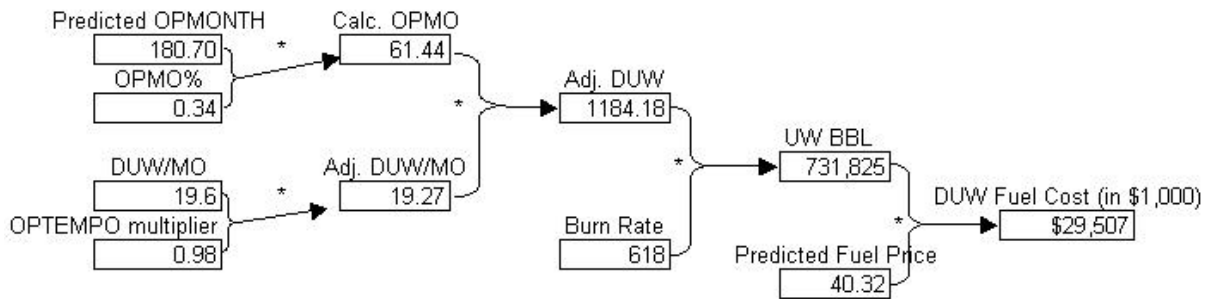 Predicted OPMONTH
180.70
*
OPMO%
0.34
Calc. OPMO
61.44
DUW/MO
19.6
*
OPTEMPO multiplier
0.98
Adj. DUW/MO
19.27
*
Adj. DUW
1184.18
*
Burn Rate
618
UW BBL
731,825
*
Predicted Fuel Price
40.32
DUW Fuel Cost (in $1,000)
$29,507